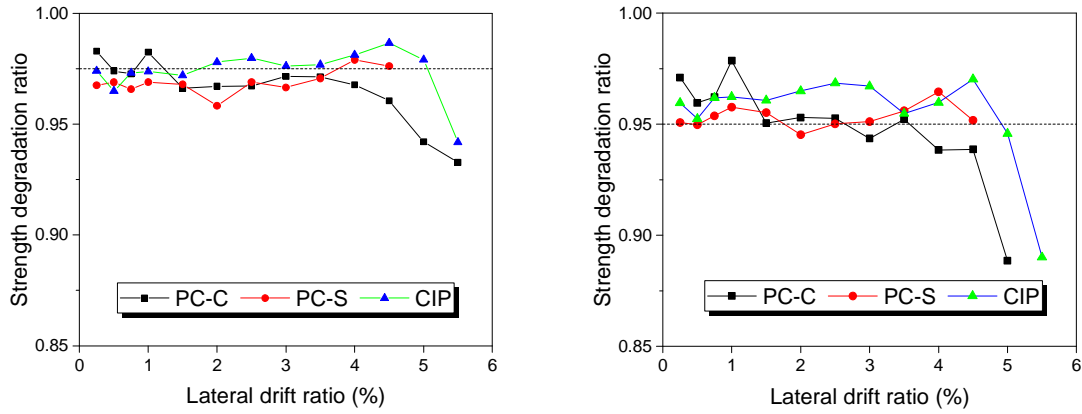 Strength degradation ratio
1.00
0.95
0.90
0.85
PC-C PC-S CIP
0 1 2 3 4 5 6
Lateral drift ratio (%)
Strength degradation ratio
1.00
0.95
0.90
0.85
PC-C PC-S CIP
0 1 2 3 4 5 6
Lateral drift ratio (%)